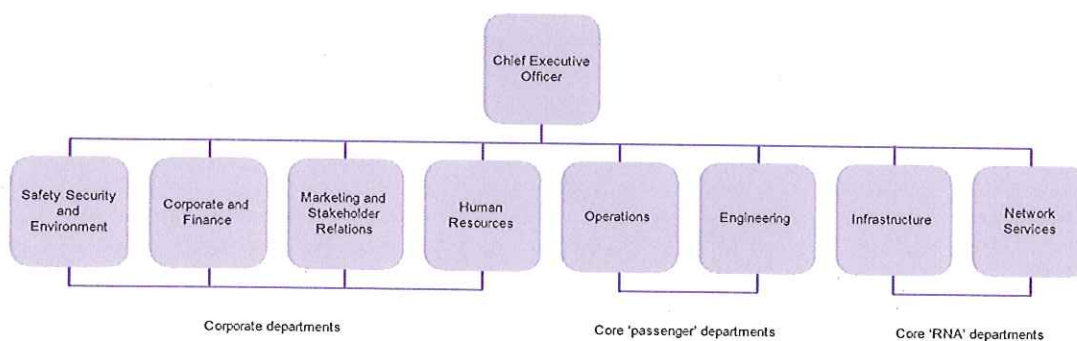 Chief Executive
Officer
Safety Security
and
Environment
Corporate and
Finance
Marketing and
Stakeholder
Relations
Human
Resources
Operations
Engineering
Infrastructure
Network
Services
Corporate departments
Core 'passenger' departments
Core 'RNA' departments